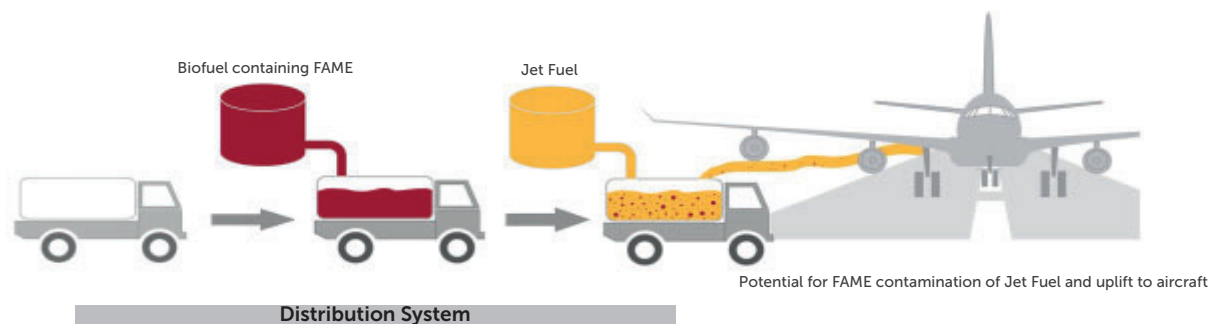 Biofuel containing FAME
Jet Fuel
Potential for FAME contamination of Jet Fuel and uplift to aircraft
Distribution System